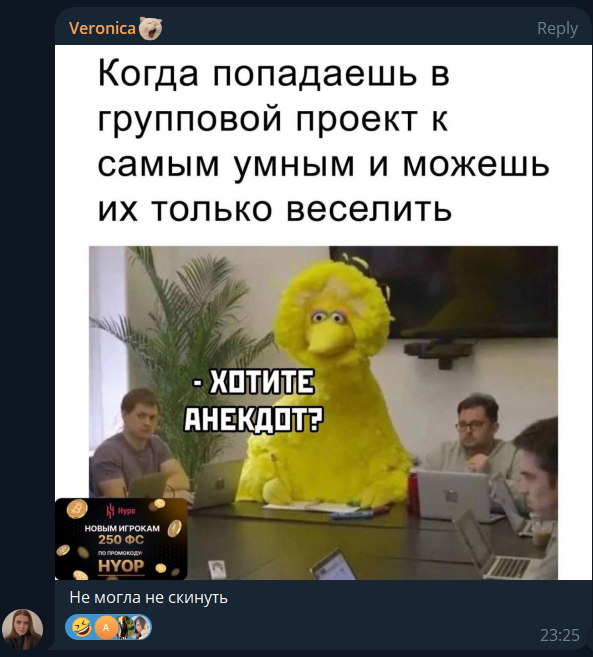 Veronica
Reply
Когда попадаешь в
групповой проект к
самым умным и можешь
их только веселить
- ХОТИТЕ
АНЕКДОТ?
Hype
НОВЫМ ИГРОКАМ
250 ФС
ПО ПРОМОКОДУ:
HYOP
Не могла не скинуть
A
23:25